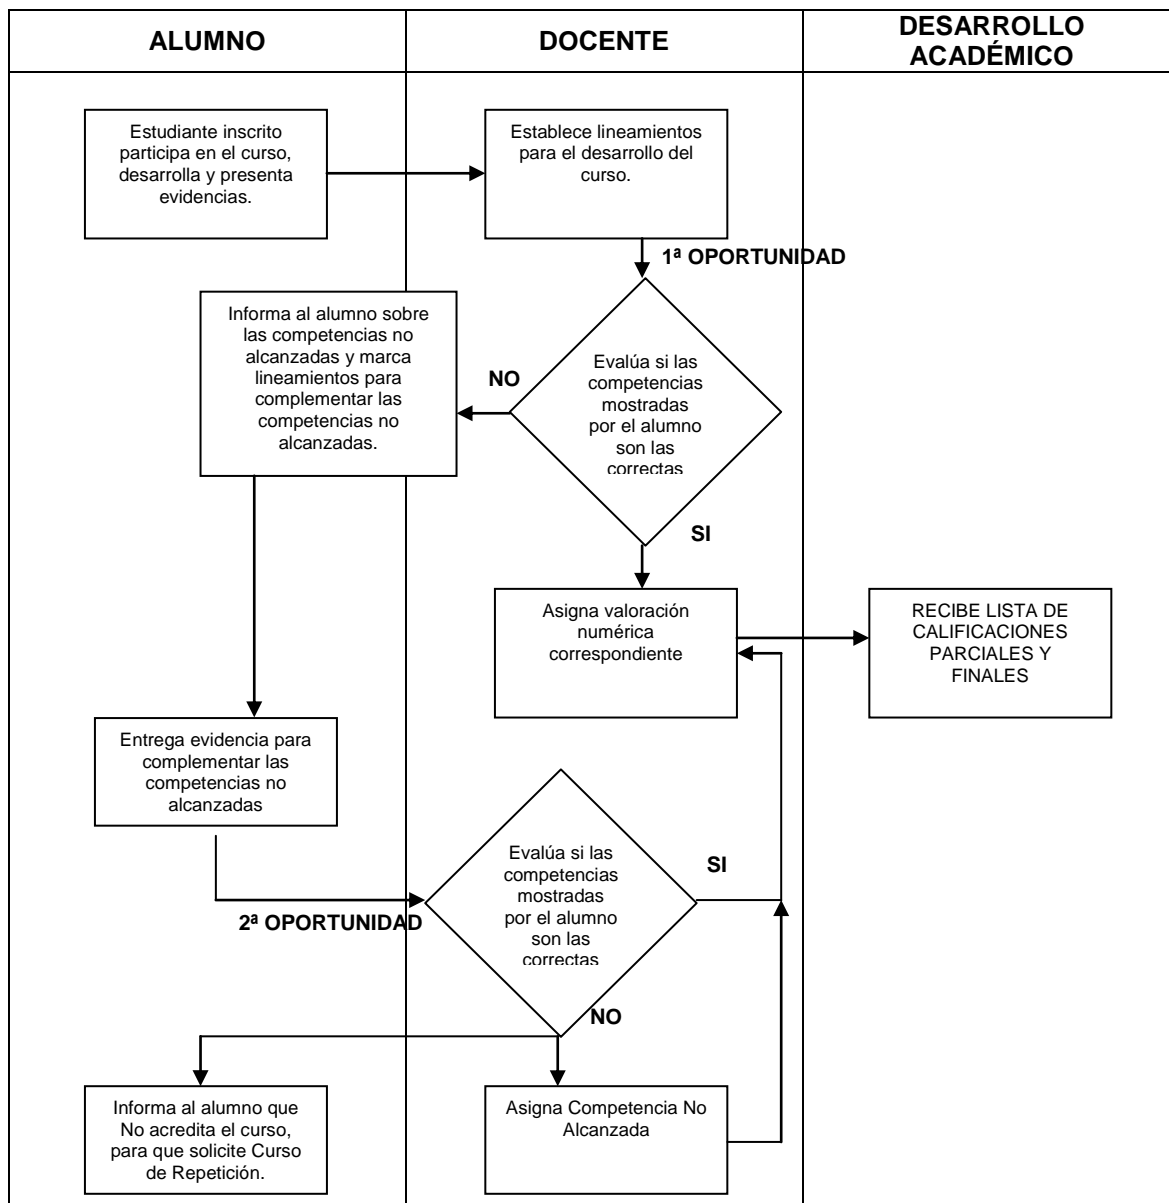 ALUMNO
DOCENTE
DESARROLLO
ACADÉMICO
Estudiante inscrito
participa en el curso,
desarrolla y presenta
evidencias.
Establece lineamientos
para el desarrollo del
curso.
1ª OPORTUNIDAD
Informa al alumno sobre
las competencias no
alcanzadas y marca
lineamientos para
complementar las
competencias no
alcanzadas.
NO
Evalúa si las
competencias
mostradas
por el alumno
son las
correctas
SI
Asigna valoración
numérica
correspondiente
RECIBE LISTA DE
CALIFICACIONES
PARCIALES Y
FINALES
Entrega evidencia para
complementar las
competencias no
alcanzadas
2ª OPORTUNIDAD
Evalúa si las
competencias
mostradas
por el alumno
son las
correctas
SI
NO
Informa al alumno que
No acredita el curso,
para que solicite Curso
de Repetición.
Asigna Competencia No
Alcanzada